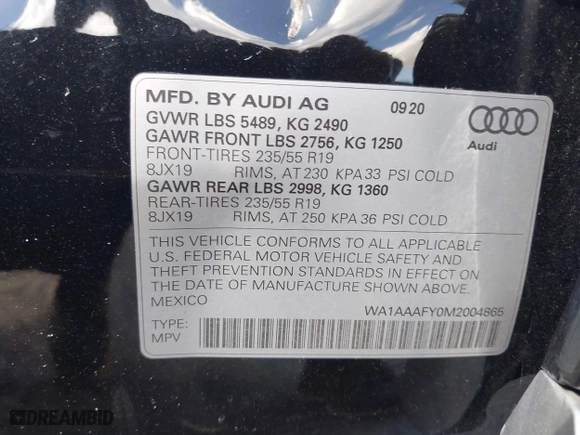 MFD. BY AUDI AG 09 20
GVWR LBS 5489, KG 2490
GAWR FRONT LBS 2756, KG 1250
FRONT-TIRES 235/55 R19
8JX19 RIMS, AT 230 KPA 33 PSI COLD
GAWR REAR LBS 2998, KG 1360
REAR-TIRES 235/55 R19
8JX19 RIMS, AT 250 KPA 36 PSI COLD
Audi
THIS VEHICLE CONFORMS TO ALL APPLICABLE
U.S. FEDERAL MOTOR VEHICLE SAFETY AND
THEFT PREVENTION STANDARDS IN EFFECT ON
THE DATE OF MANUFACTURE SHOWN ABOVE.
MEXICO
WA1AAAFY0M2004865
TYPE:
MPV
DREAMBID